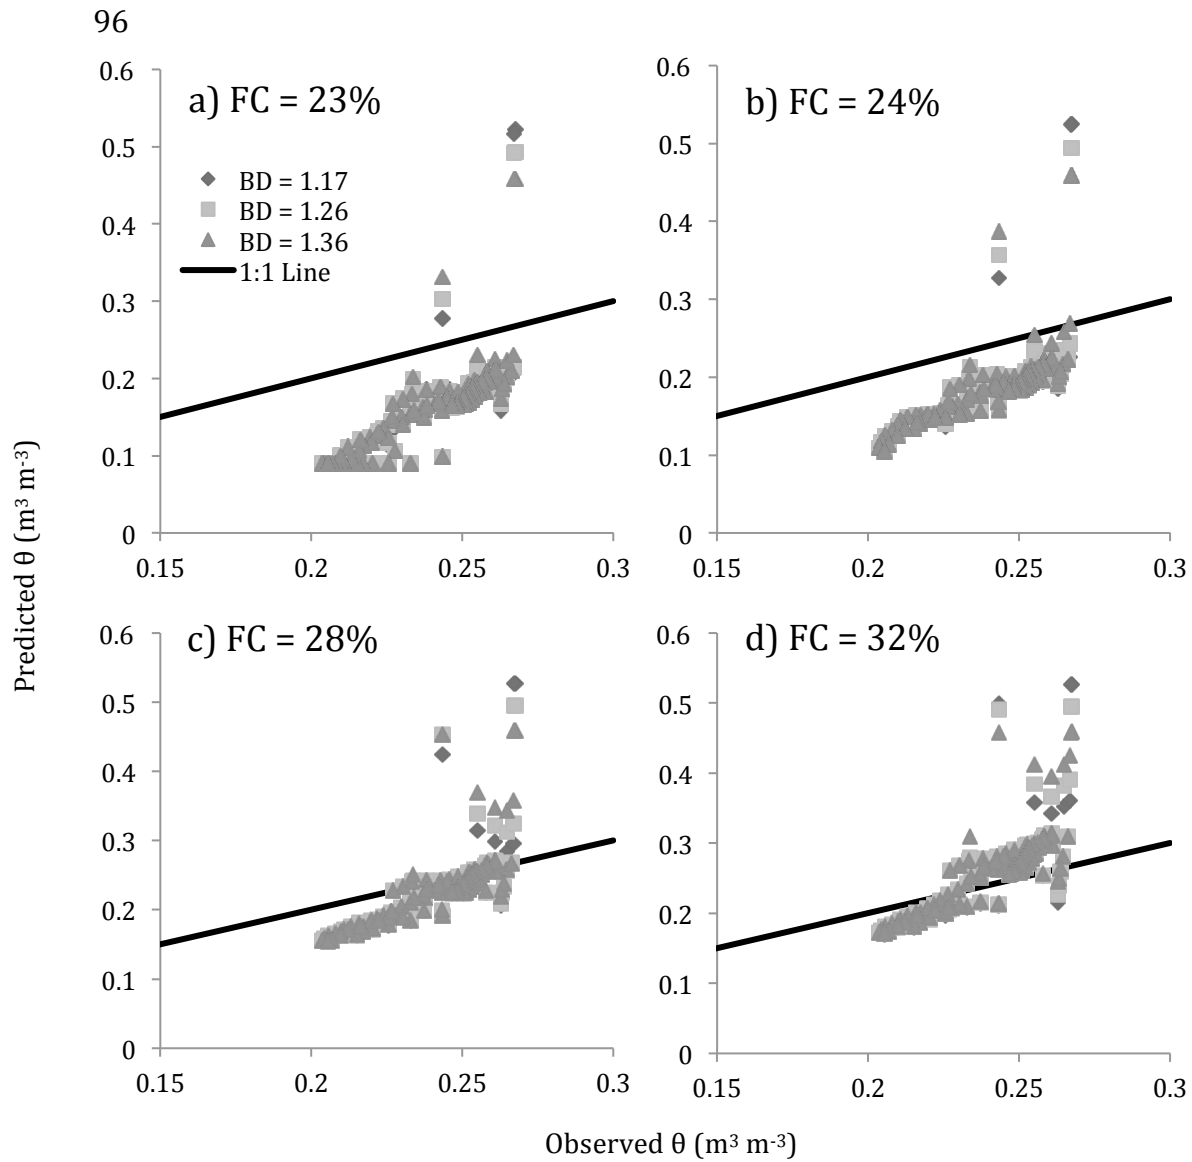 96
a) FC = 23%
0.6
0.5
0.4
0.3
0.2
0.1
0
BD = 1.17
BD = 1.26
BD = 1.36
1:1 Line
0.15 0.2 0.25 0.3
b) FC = 24%
0.6
0.5
0.4
0.3
0.2
0.1
0
0.15 0.2 0.25 0.3
c) FC = 28%
0.6
0.5
0.4
0.3
0.2
0.1
0
0.15 0.2 0.25 0.3
d) FC = 32%
0.6
0.5
0.4
0.3
0.2
0.1
0
0.15 0.2 0.25 0.3
Predicted θ (m³ m⁻³)
Observed θ (m³ m⁻³)